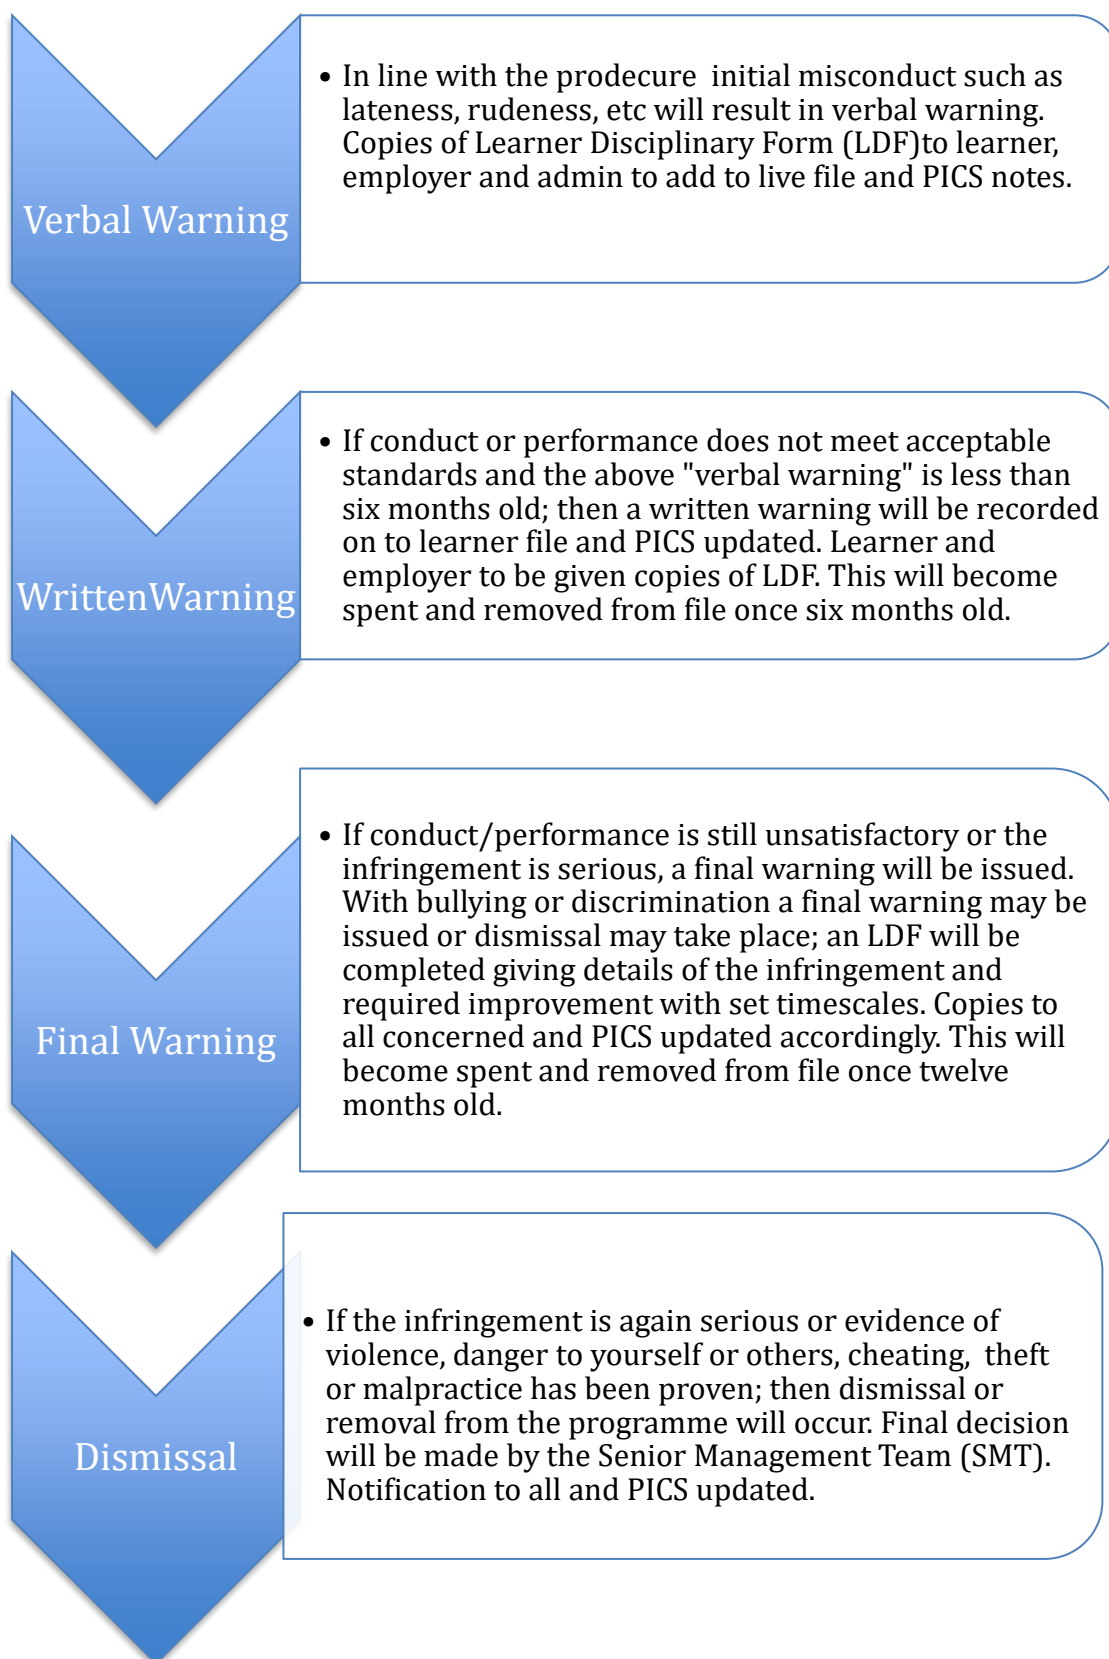 Verbal Warning
• In line with the prodecure  initial misconduct such as
lateness, rudeness, etc will result in verbal warning.
Copies of Learner Disciplinary Form (LDF)to learner,
employer and admin to add to live file and PICS notes.
WrittenWarning
• If conduct or performance does not meet acceptable
standards and the above "verbal warning" is less than
six months old; then a written warning will be recorded
on to learner file and PICS updated. Learner and
employer to be given copies of LDF. This will become
spent and removed from file once six months old.
Final Warning
• If conduct/performance is still unsatisfactory or the
infringement is serious, a final warning will be issued.
With bullying or discrimination a final warning may be
issued or dismissal may take place; an LDF will be
completed giving details of the infringement and
required improvement with set timescales. Copies to
all concerned and PICS updated accordingly. This will
become spent and removed from file once twelve
months old.
Dismissal
• If the infringement is again serious or evidence of
violence, danger to yourself or others, cheating,  theft
or malpractice has been proven; then dismissal or
removal from the programme will occur. Final decision
will be made by the Senior Management Team (SMT).
Notification to all and PICS updated.